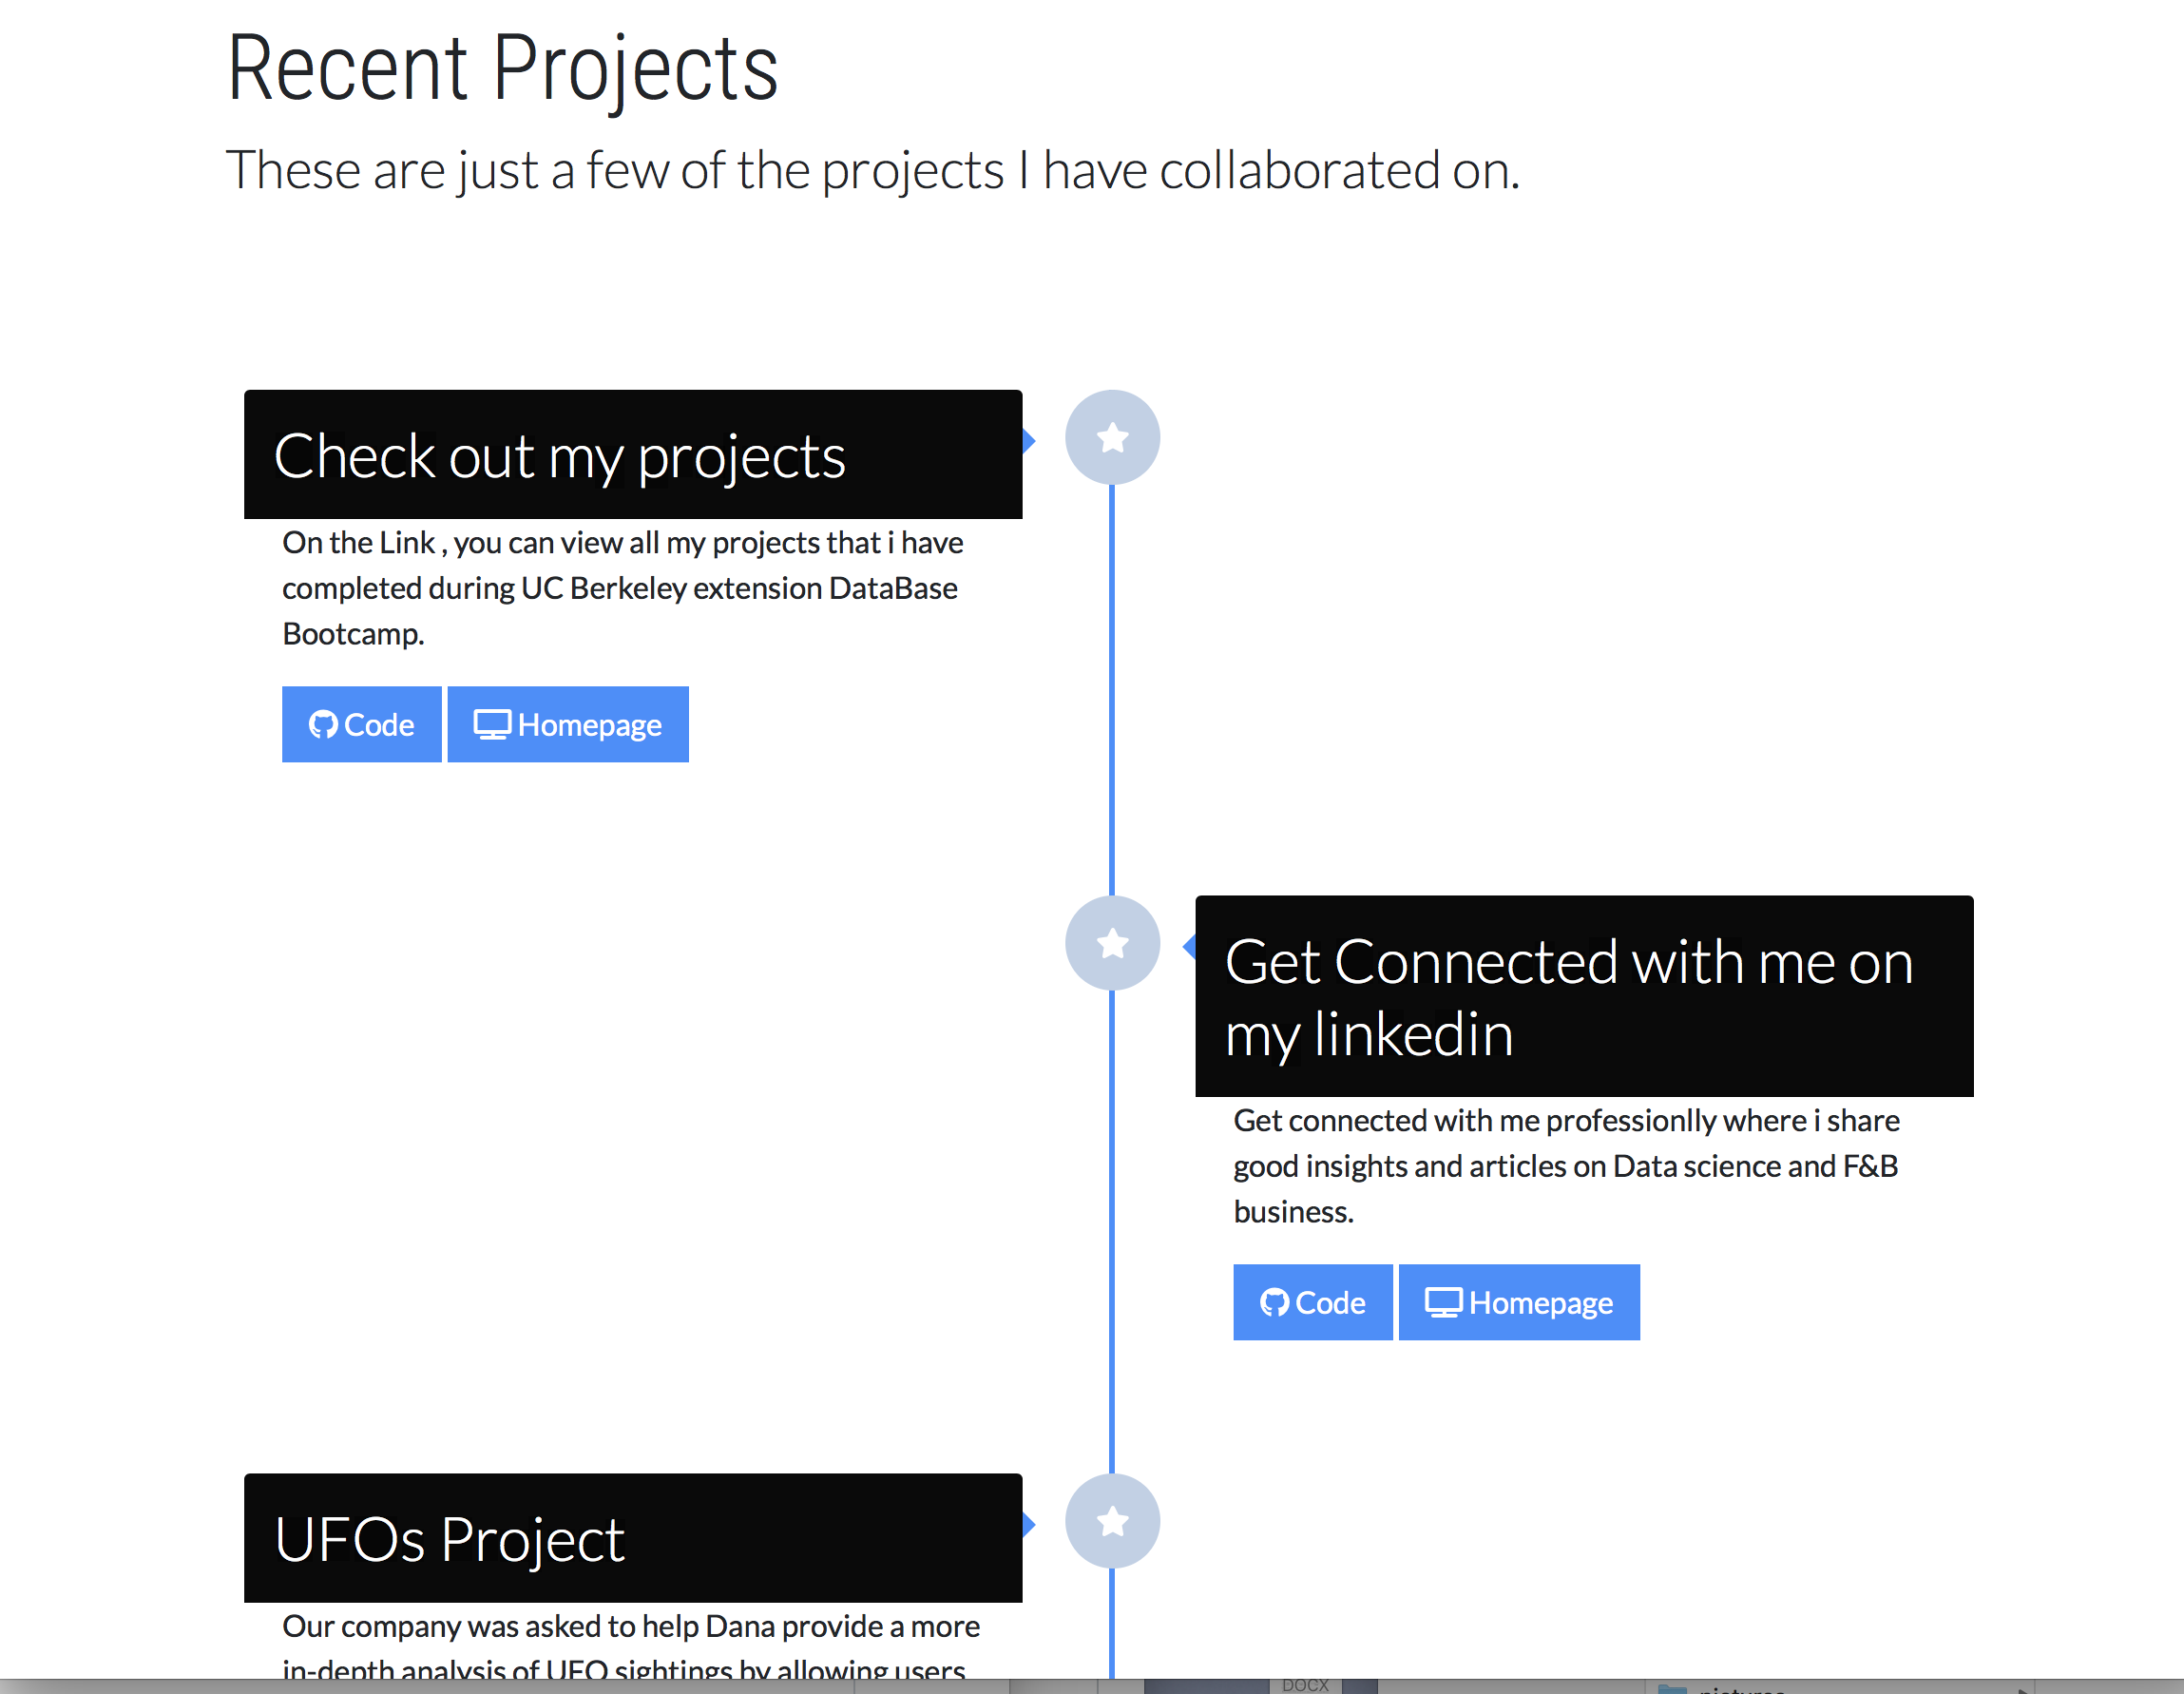 Recent Projects
These are just a few of the projects I have collaborated on.
Check out my projects
On the Link , you can view all my projects that i have
completed during UC Berkeley extension DataBase
Bootcamp.
Code
Homepage
Get Connected with me on
my linkedin
Get connected with me professionlly where i share
good insights and articles on Data science and F&B
business.
Code
Homepage
UFOs Project
Our company was asked to help Dana provide a more
in-depth analysis of UFO sightings by allowing users
DOCX
pictures